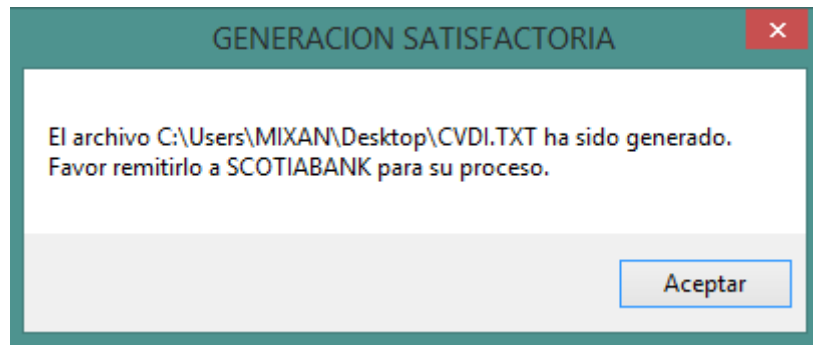 GENERACION SATISFACTORIA
El archivo C:\Users\MIXAN\Desktop\CVDI.TXT ha sido generado.
Favor remitirlo a SCOTIABANK para su proceso.
Aceptar